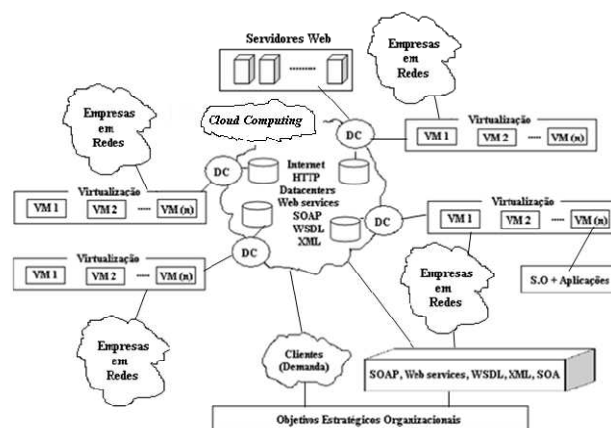 Servidores Web
Empresas
em
Redes
Cloud Computing
Empresas
em
Redes
DC
Virtualização
VM 1 VM 2 ----- VM(n)
DC
Internet
HTTP
Datacenters
Web services
SOAP
WSDL
XML
Virtualização
VM 1 VM 2 ----- VM(n)
DC
Virtualização
VM 1 VM 2 ----- VM(n)
DC
Virtualização
VM 1 VM 2 ----- VM(n)
S.O + Aplicações
Empresas
em
Redes
Empresas
em
Redes
Clientes
(Demanda)
SOAP, Web services, WSDL, XML, SOA
Objetivos Estratégicos Organizacionais